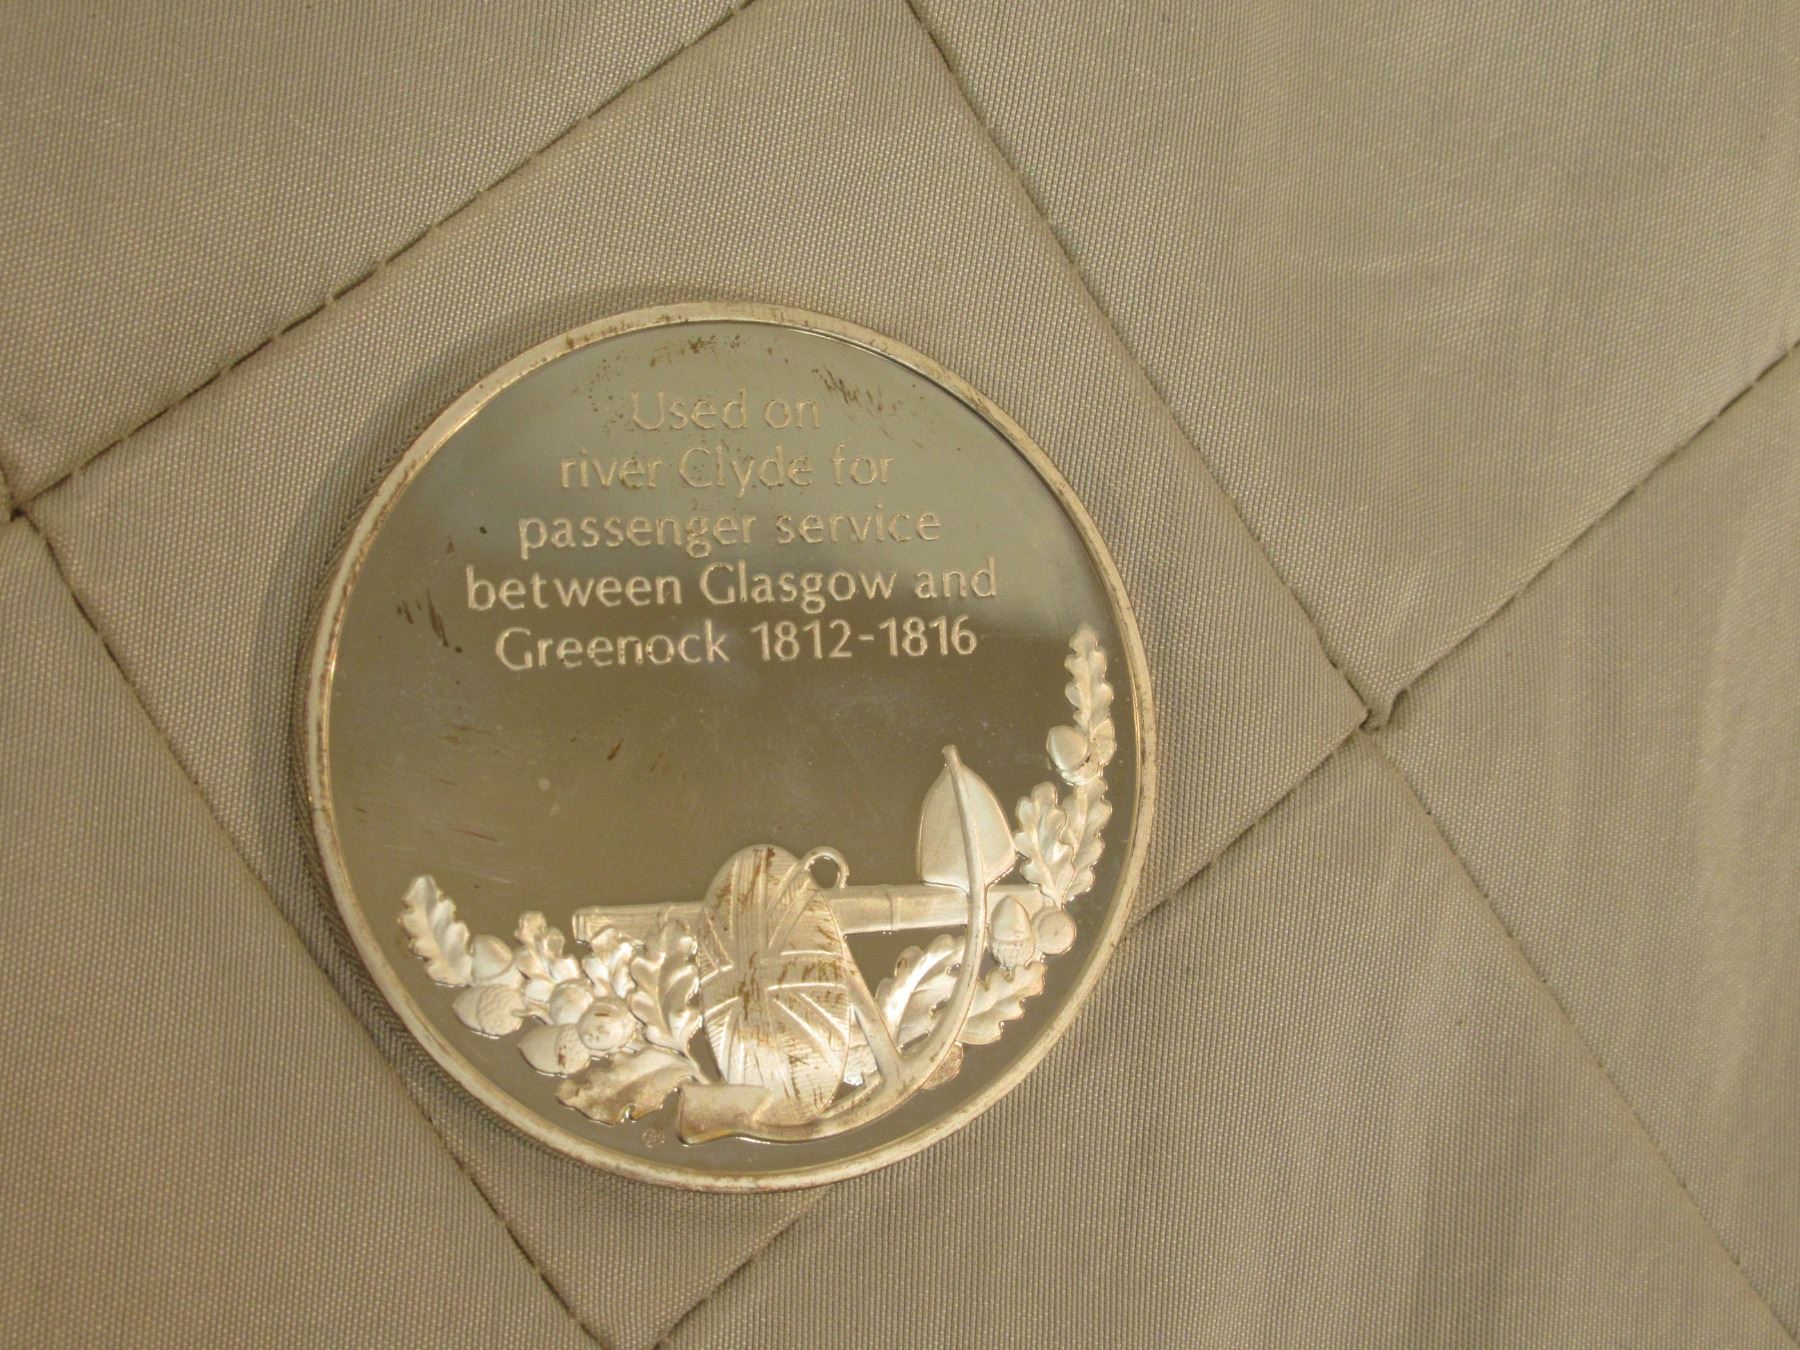 Used on
river Clyde for
passenger service
between Glasgow and
Greenock 1812-1816